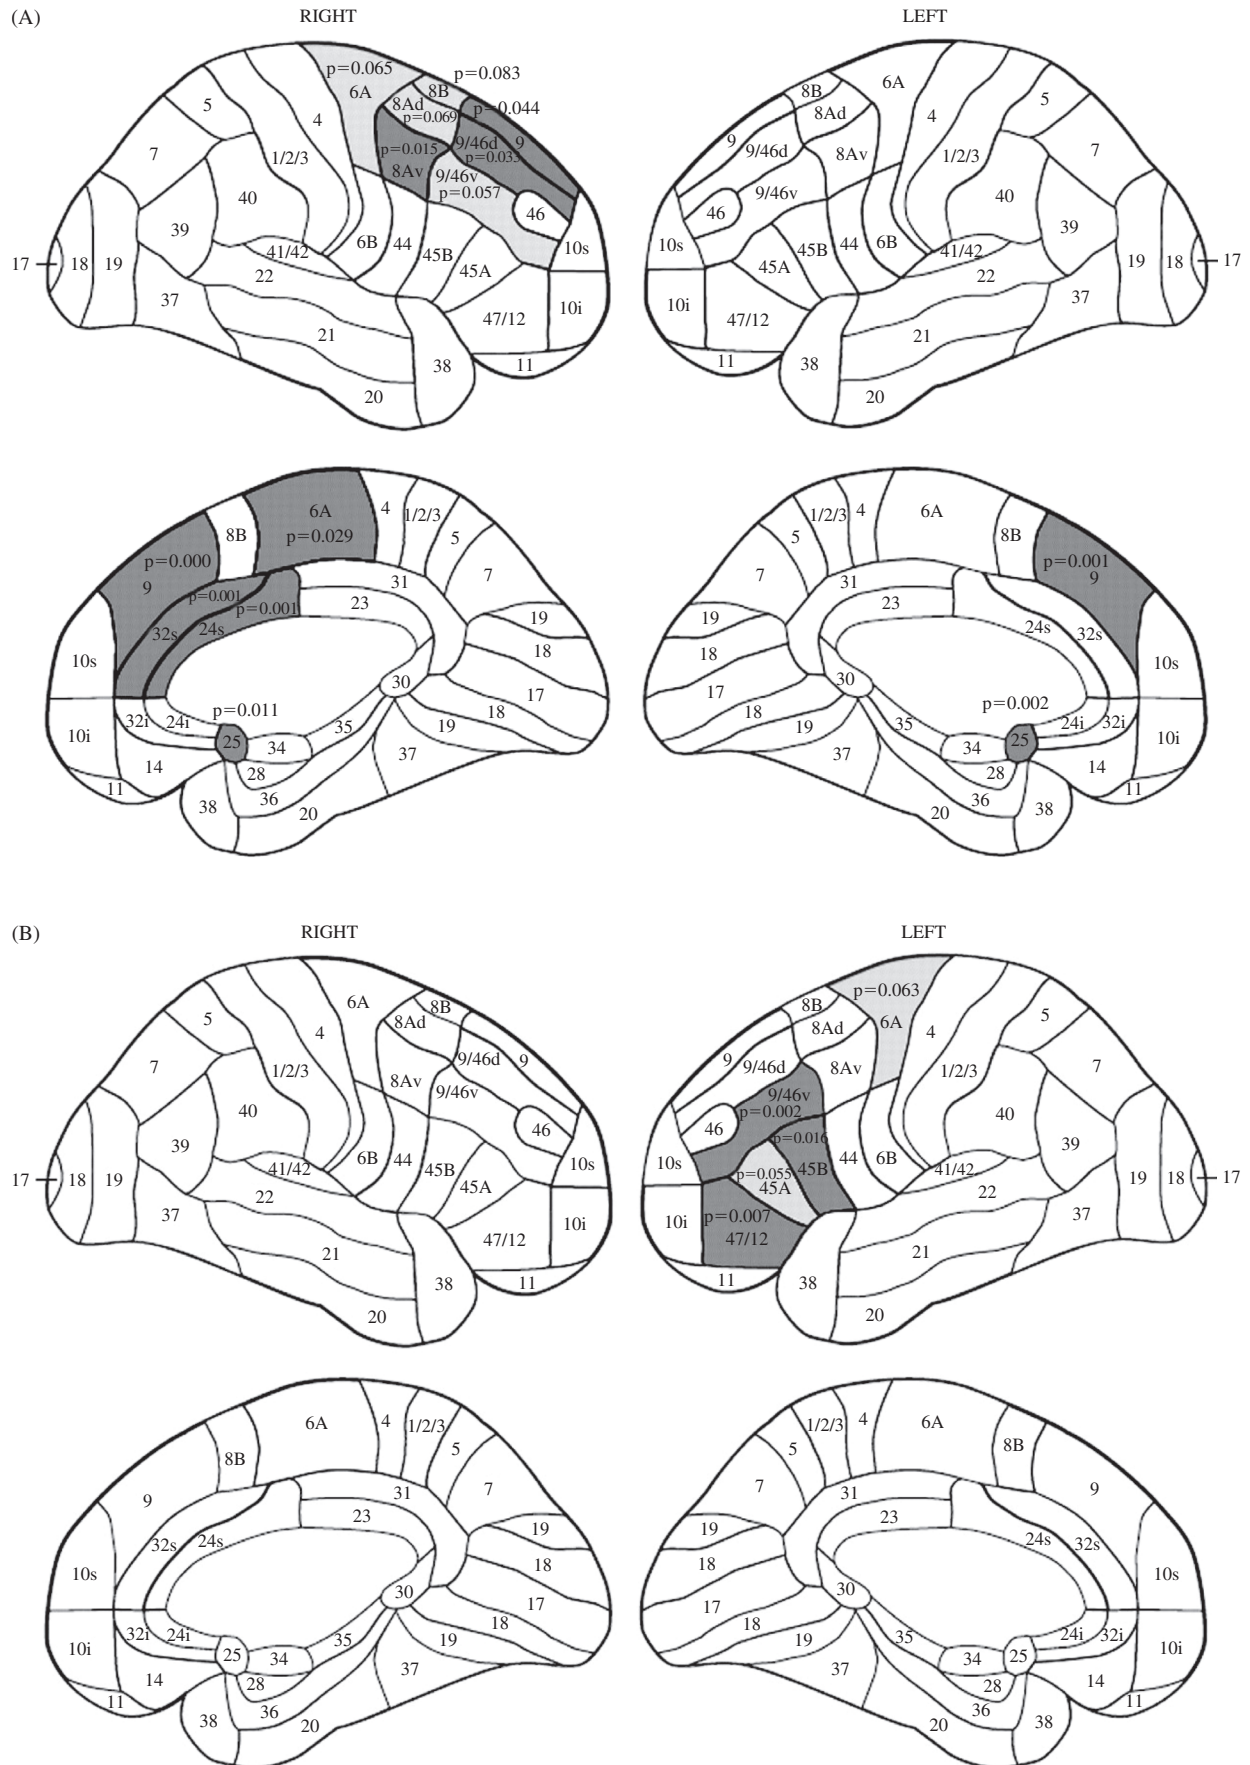 (A)
RIGHT
LEFT
p=0.065
p=0.083
6A
8B
8Ad
p=0.044
p=0.069
5
4
9
7
1/2/3
p=0.015
9/46d
p=0.033
8Av
9/46v
p=0.057
40
46
39
6B
44
45B
10s
41/42
45A
17
18
19
22
37
47/12
10i
21
38
11
20
8B
6A
5
8Ad
4
9
9/46d
8Av
1/2/3
7
9/46v
40
46
10s
45A
45B
44
6B
41/42
39
22
19
18
17
10i
47/12
37
21
11
38
20
6A
4
1/2/3
8B
p=0.029
5
p=0.000
9
31
7
p=0.001
p=0.001
23
32s
24s
19
10s
18
30
17
p=0.011
32i
24i
35
18
10i
25
34
19
14
28
37
11
38
36
20
1/2/3
4
6A
8B
5
p=0.001
9
7
31
23
19
24s
32s
18
10s
30
17
p=0.002
18
35
24i
32i
19
34
25
10i
37
28
14
11
36
38
20
(B)
RIGHT
LEFT
6A
8B
8Ad
5
4
9/46d
9
7
1/2/3
8Av
9/46v
40
46
39
6B
44
45B
10s
41/42
17
18
19
22
45A
37
10i
21
47/12
38
11
20
p=0.063
8B
6A
5
8Ad
4
9
9/46d
8Av
1/2/3
7
9/46v
p=0.002
40
46
p=0.016
39
10s
p=0.055
45B
44
6B
45A
41/42
22
19
18
17
10i
p=0.007
47/12
37
21
11
38
20
6A
4
1/2/3
8B
5
9
31
7
23
32s
24s
19
18
10s
30
17
32i
24i
35
18
10i
25
34
19
14
28
37
11
38
36
20
1/2/3
4
6A
8B
5
7
31
9
23
19
24s
32s
18
10s
30
17
18
35
24i
32i
19
34
25
10i
37
28
14
11
36
38
20